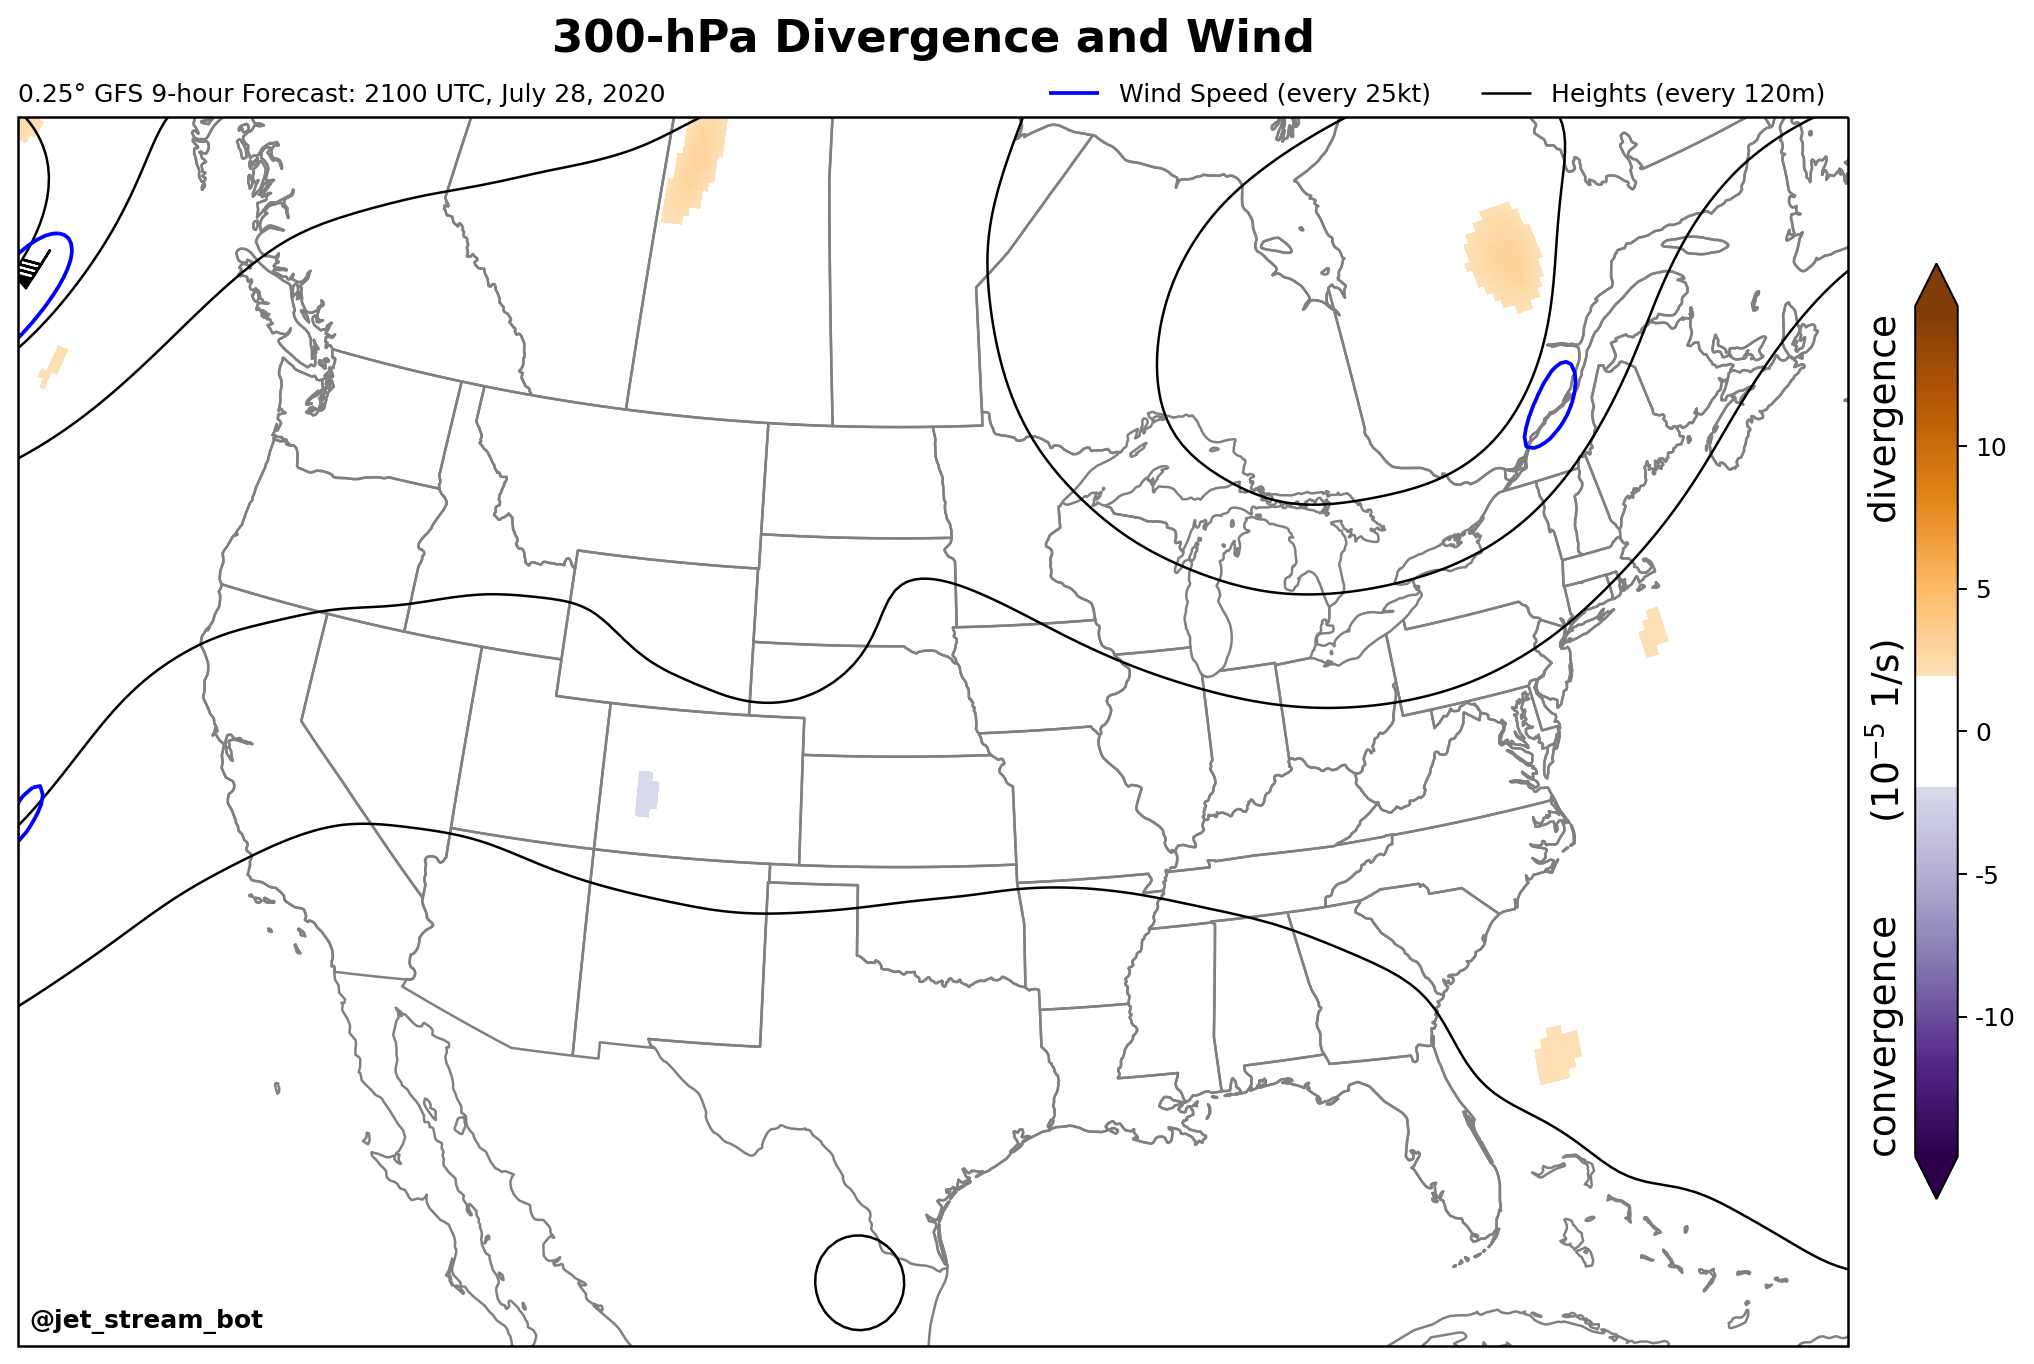 300-hPa Divergence and Wind
0.25° GFS 9-hour Forecast: 2100 UTC, July 28, 2020
Wind Speed (every 25kt)
Heights (every 120m)
divergence
(10⁻⁵ 1/s)
convergence
10
5
0
-5
-10
@jet_stream_bot